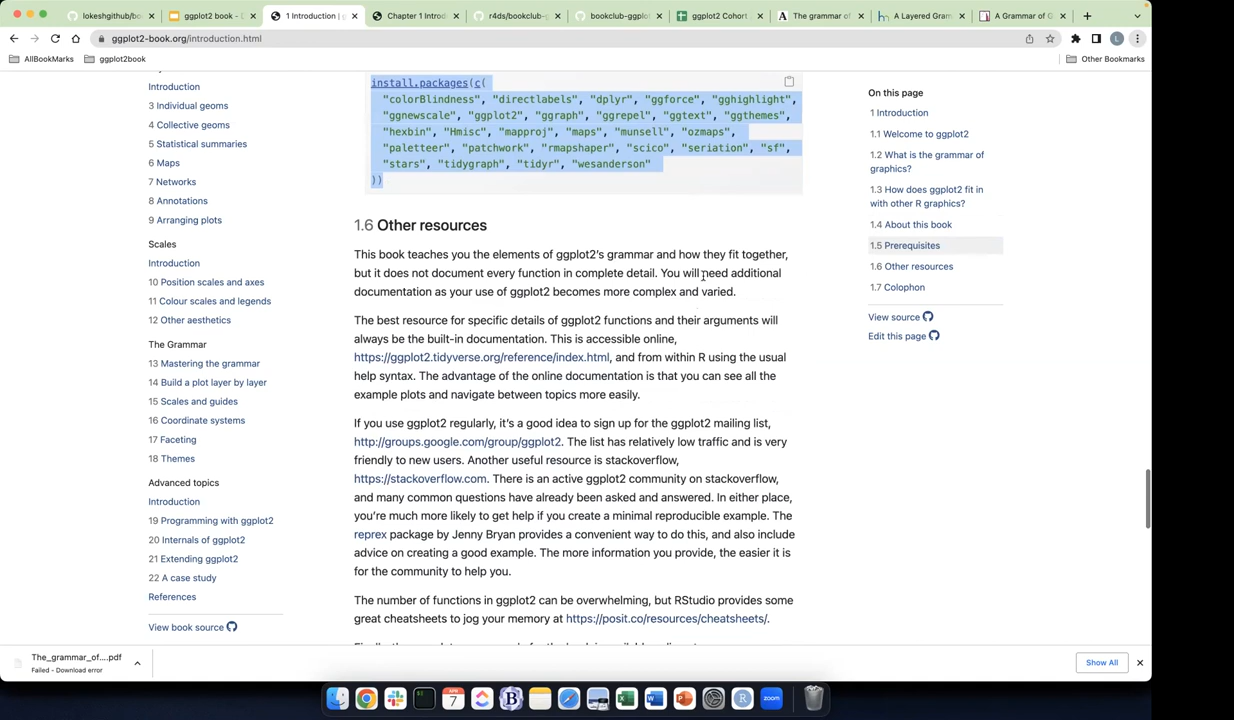 lokeshgithub/bo
ggplot2 book - L
1 Introduction | g
Chapter 1 Introd
r4ds/bookclub-g
bookclub-ggplot
ggplot2 Cohort
The grammar of
A Layered Gram
A Grammar of G
ggplot2-book.org/introduction.html
AllBookMarks
ggplot2book
Other Bookmarks
Introduction
3 Individual geoms
4 Collective geoms
5 Statistical summaries
6 Maps
7 Networks
8 Annotations
9 Arranging plots
Scales
Introduction
10 Position scales and axes
11 Colour scales and legends
12 Other aesthetics
The Grammar
13 Mastering the grammar
14 Build a plot layer by layer
15 Scales and guides
16 Coordinate systems
17 Faceting
18 Themes
Advanced topics
Introduction
19 Programming with ggplot2
20 Internals of ggplot2
21 Extending ggplot2
22 A case study
References
View book source
install.packages(c(
"colorBlindness", "directlabels", "dplyr", "ggforce", "gghighlight",
"ggnewscale", "ggplot2", "ggraph", "ggrepel", "ggtext", "ggthemes",
"hexbin", "Hmisc", "mapproj", "maps", "munsell", "ozmaps",
"paletteer", "patchwork", "rmapshaper", "scico", "seriation", "sf",
"stars", "tidygraph", "tidyr", "wesanderson"
))
1.6 Other resources
This book teaches you the elements of ggplot2's grammar and how they fit together,
but it does not document every function in complete detail. You will need additional
documentation as your use of ggplot2 becomes more complex and varied.
The best resource for specific details of ggplot2 functions and their arguments will
always be the built-in documentation. This is accessible online,
https://ggplot2.tidyverse.org/reference/index.html, and from within R using the usual
help syntax. The advantage of the online documentation is that you can see all the
example plots and navigate between topics more easily.
If you use ggplot2 regularly, it's a good idea to sign up for the ggplot2 mailing list,
http://groups.google.com/group/ggplot2. The list has relatively low traffic and is very
friendly to new users. Another useful resource is stackoverflow,
https://stackoverflow.com. There is an active ggplot2 community on stackoverflow,
and many common questions have already been asked and answered. In either place,
you're much more likely to get help if you create a minimal reproducible example. The
reprex package by Jenny Bryan provides a convenient way to do this, and also include
advice on creating a good example. The more information you provide, the easier it is
for the community to help you.
The number of functions in ggplot2 can be overwhelming, but RStudio provides some
great cheatsheets to jog your memory at https://posit.co/resources/cheatsheets/.
On this page
1 Introduction
1.1 Welcome to ggplot2
1.2 What is the grammar of
graphics?
1.3 How does ggplot2 fit in
with other R graphics?
1.4 About this book
1.5 Prerequisites
1.6 Other resources
1.7 Colophon
View source
Edit this page
The_grammar_of....pdf
Failed - Download error
Show All
APR
7
zoom